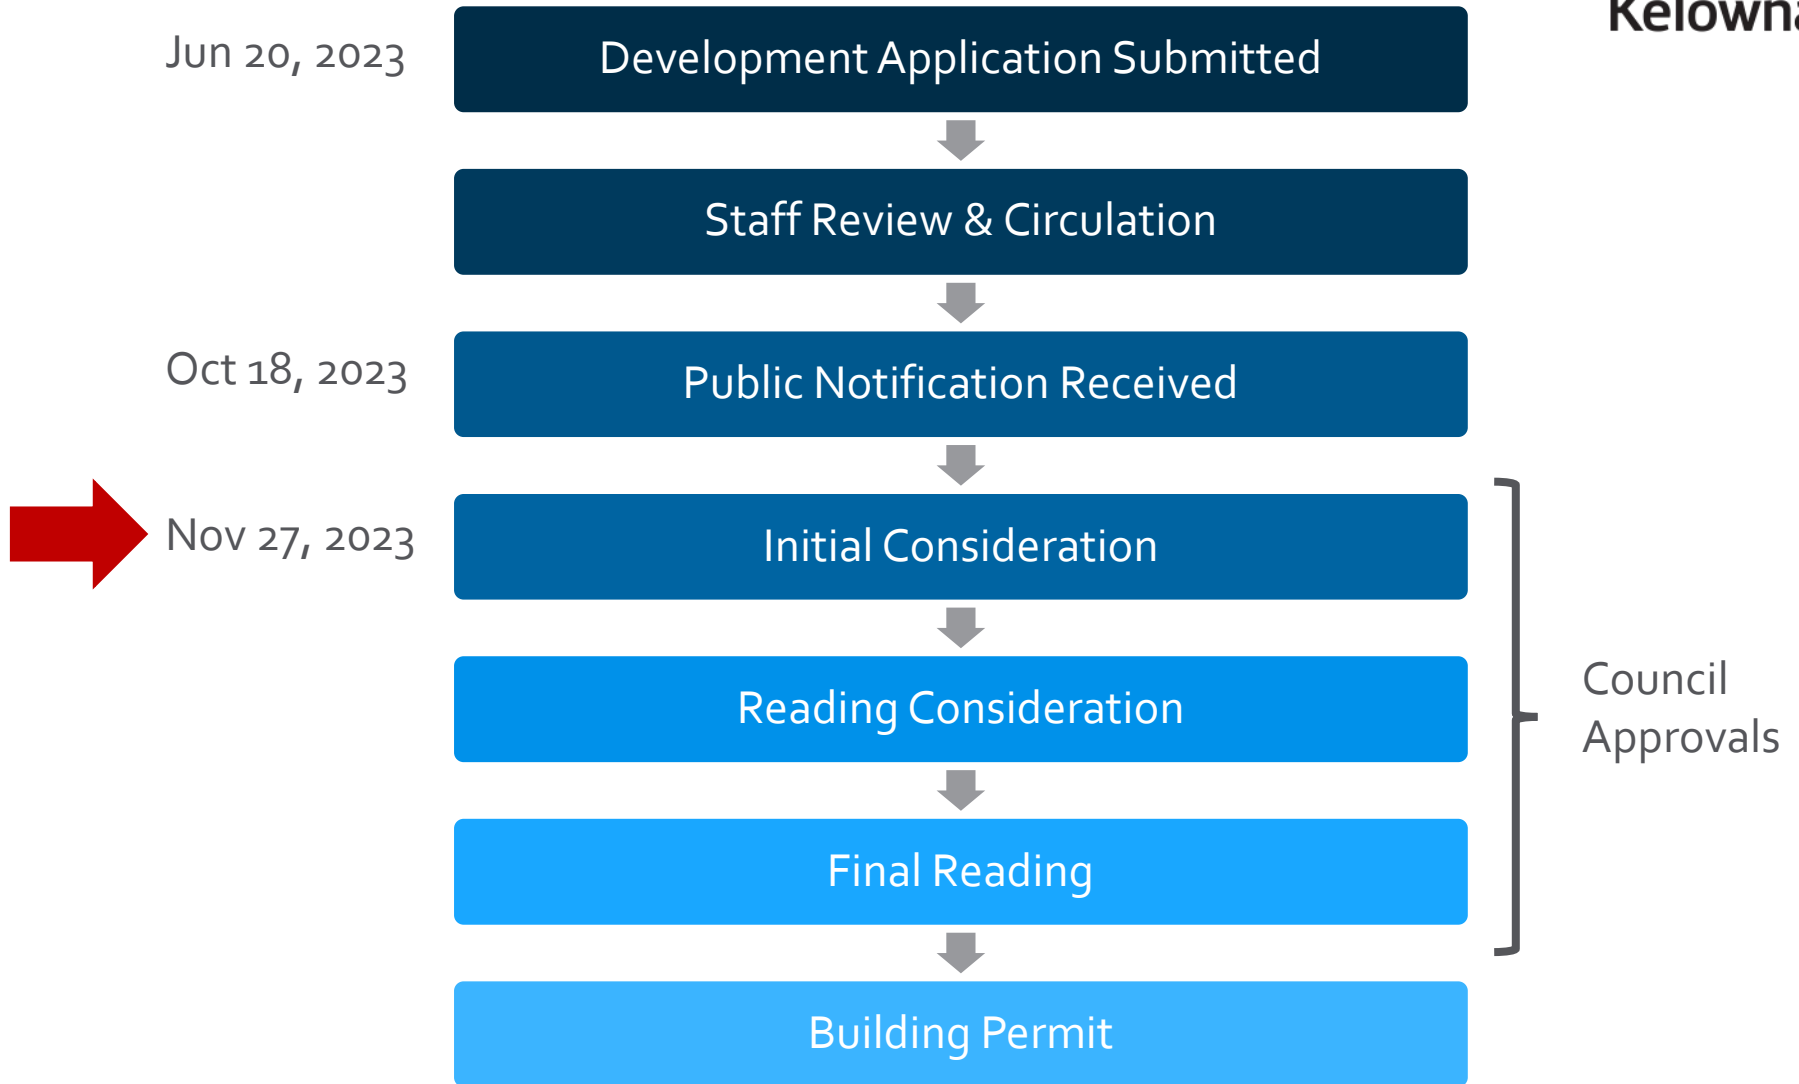 Kelowna
Jun 20, 2023
Development Application Submitted
Staff Review & Circulation
Oct 18, 2023
Public Notification Received
Nov 27, 2023
Initial Consideration
Reading Consideration
Council
Approvals
Final Reading
Building Permit